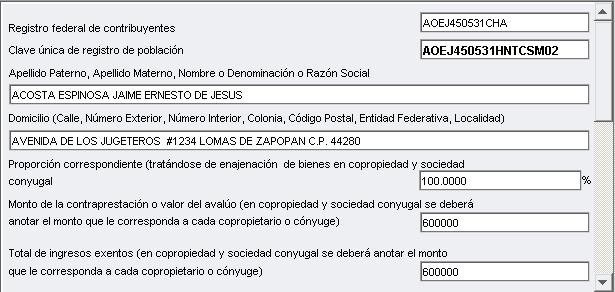 Registro federal de contribuyentes AOEJ450531CHA
Clave única de registro de población AOEJ450531HNTCSM02
Apellido Paterno, Apellido Materno, Nombre o Denominación o Razón Social
ACOSTA ESPINOSA JAIME ERNESTO DE JESUS
Domicilio (Calle, Número Exterior, Número Interior, Colonia, Código Postal, Entidad Federativa, Localidad)
AVENIDA DE LOS JUGETEROS #1234 LOMAS DE ZAPOPAN C.P. 44280
Proporción correspondiente (tratándose de enajenación de bienes en copropiedad y sociedad
conyugal 100.0000 %
Monto de la contraprestación o valor del avalúo (en copropiedad y sociedad conyugal se deberá
anotar el monto que le corresponda a cada copropietario o cónyuge) 600000
Total de ingresos exentos (en copropiedad y sociedad conyugal se deberá anotar el monto
que le corresponda a cada copropietario o cónyuge) 600000